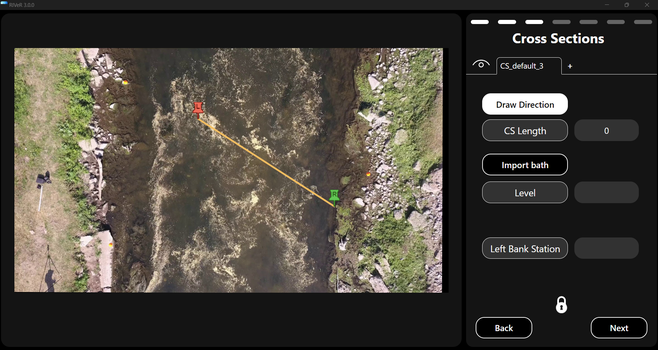 RIVeR 3.0.0
Cross Sections
CS_default_3 +
Draw Direction
CS Length 0
Import bath
Level
Left Bank Station
Back Next